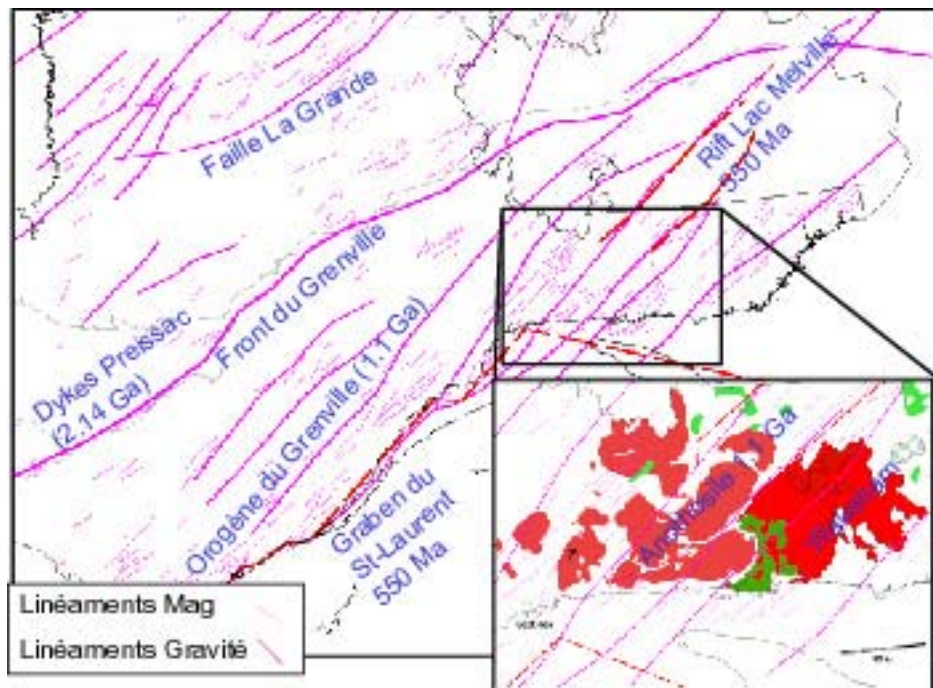 Faille La Grande
Rift Lac Melville
550 Ma
Front du Grenville
Dykes Preissac
(2.14 Ga)
Orogène du Grenville (1.1 Ga)
Graben du
St-Laurent
550 Ma
Anorthosite 1.1 Ga
Linéaments Mag
Linéaments Gravité